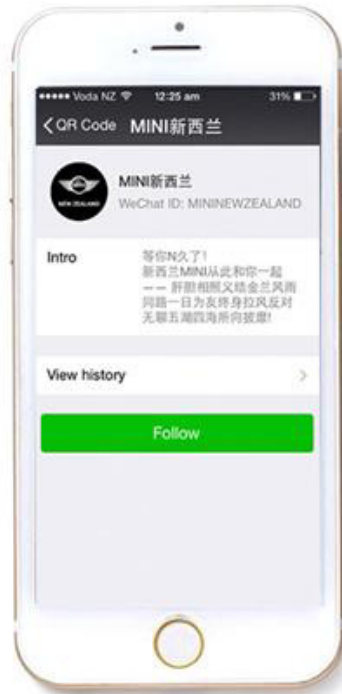 Voda NZ 12:25 am 31%
QR Code MINI新西兰
NEW ZEALAND
MINI新西兰
WeChat ID: MININEWZEALAND
Intro 等你N久了!
新西兰MINI从此和你一起
—— 肝胆相照义结金兰风雨
同路一日为友终身拉风反对
无聊五湖四海所向披靡!
View history
Follow